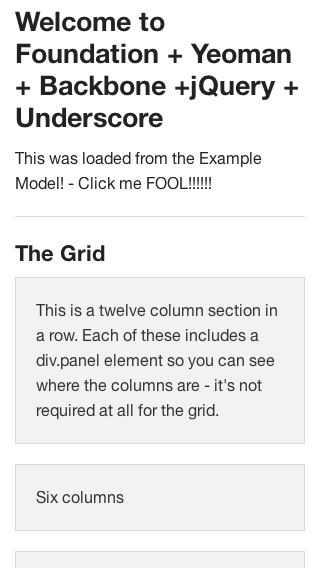 Welcome to
Foundation + Yeoman
+ Backbone +jQuery +
Underscore
This was loaded from the Example
Model! - Click me FOOL!!!!!!
The Grid
This is a twelve column section in
a row. Each of these includes a
div.panel element so you can see
where the columns are - it's not
required at all for the grid.
Six columns